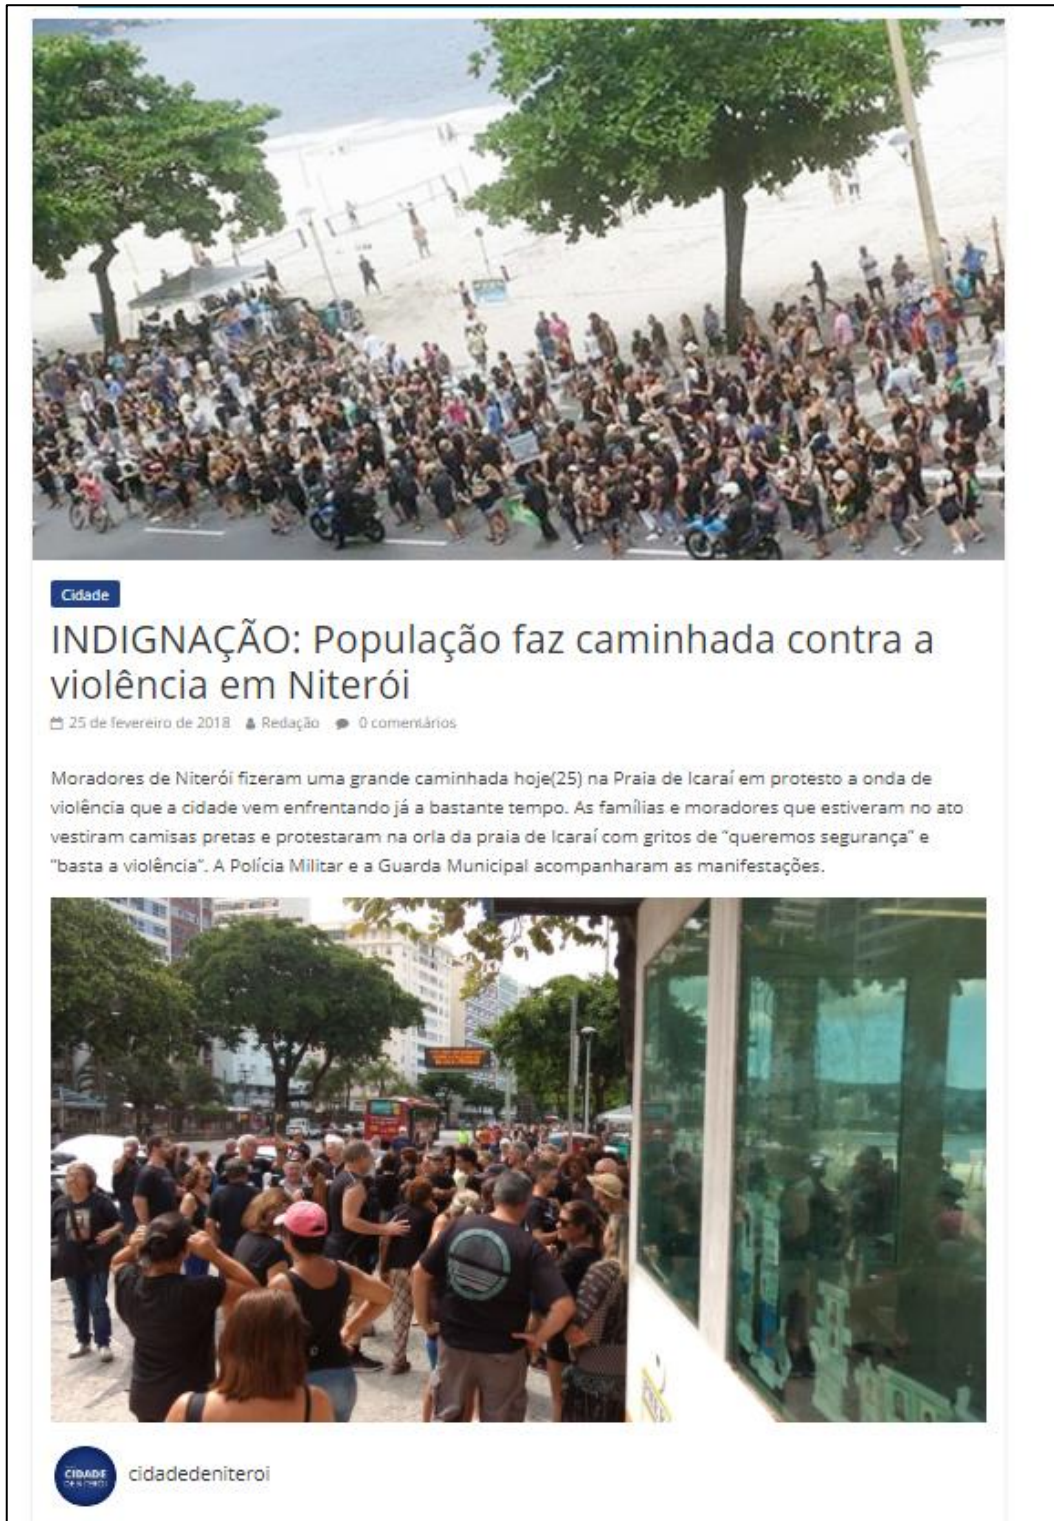 Cidade
INDIGNAÇÃO: População faz caminhada contra a
violência em Niterói
25 de fevereiro de 2018 Redação 0 comentários
Moradores de Niterói fizeram uma grande caminhada hoje(25) na Praia de Icaraí em protesto a onda de
violência que a cidade vem enfrentando já a bastante tempo. As famílias e moradores que estiveram no ato
vestiram camisas pretas e protestaram na orla da praia de Icaraí com gritos de “queremos segurança” e
“basta a violência”. A Polícia Militar e a Guarda Municipal acompanharam as manifestações.
CIDADE
DE NITERÓI
cidadedeniteroi